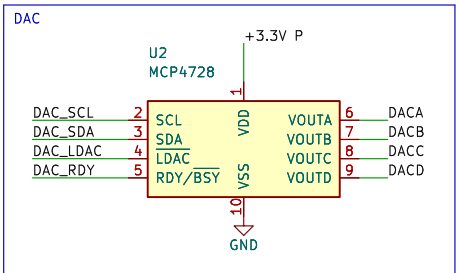 DAC
+3.3V P
U2
MCP4728
1
VDD
DAC_SCL 2 SCL VOUTA 6 DACA
DAC_SDA 3 SDA VOUTB 7 DACB
DAC_LDAC 4 LDAC VOUTC 8 DACC
DAC_RDY 5 RDY/BSY VOUTD 9 DACD
VSS
10
GND